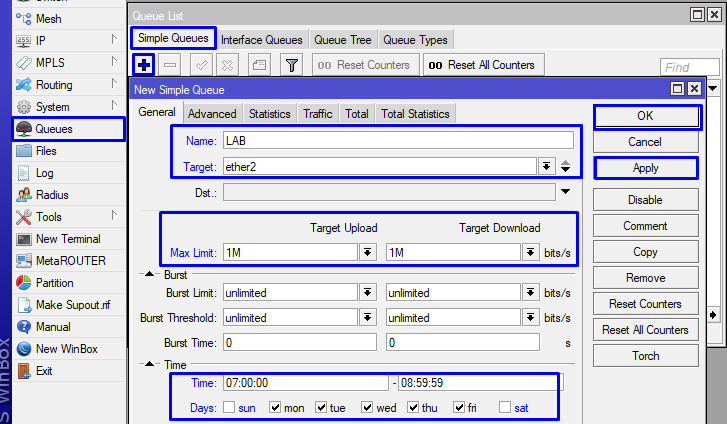 Queue List
Mesh
IP
MPLS
Routing
System
Queues
Files
Log
Radius
Tools
New Terminal
MetaROUTER
Partition
Make Supout.rif
Manual
New WinBox
Exit
S WinBox
Simple Queues Interface Queues Queue Tree Queue Types
00 Reset Counters 00 Reset All Counters Find
New Simple Queue
General Advanced Statistics Traffic Total Total Statistics
Name: LAB
Target: ether2
Dst.:
Target Upload Target Download
Max Limit: 1M 1M bits/s
Burst
Burst Limit: unlimited unlimited bits/s
Burst Threshold: unlimited unlimited bits/s
Burst Time: 0 0 s
Time
Time: 07:00:00 - 08:59:59
Days: sun mon tue wed thu fri sat
OK
Cancel
Apply
Disable
Comment
Copy
Remove
Reset Counters
Reset All Counters
Torch